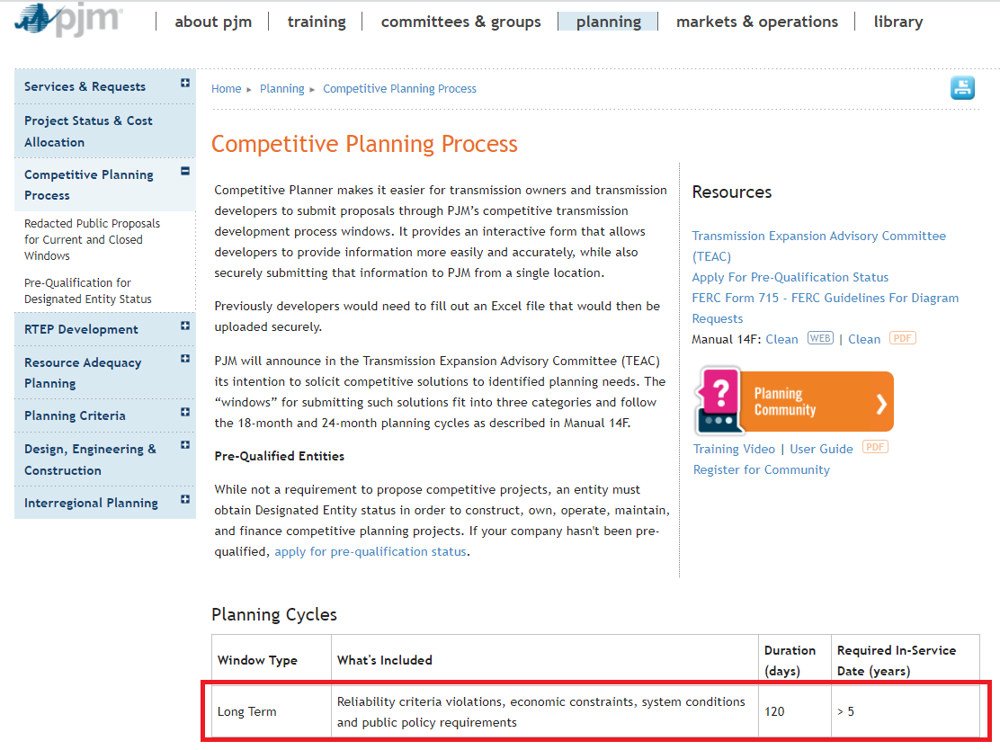 pjm
about pjm
training
committees & groups
planning
markets & operations
library
Services & Requests
Project Status & Cost
Allocation
Competitive Planning
Process
Redacted Public Proposals
for Current and Closed
Windows
Pre-Qualification for
Designated Entity Status
RTEP Development
Resource Adequacy
Planning
Planning Criteria
Design, Engineering &
Construction
Interregional Planning
Home ▸ Planning ▸ Competitive Planning Process
Competitive Planning Process
Competitive Planner makes it easier for transmission owners and transmission
developers to submit proposals through PJM’s competitive transmission
development process windows. It provides an interactive form that allows
developers to provide information more easily and accurately, while also
securely submitting that information to PJM from a single location.
Previously developers would need to fill out an Excel file that would then be
uploaded securely.
PJM will announce in the Transmission Expansion Advisory Committee (TEAC)
its intention to solicit competitive solutions to identified planning needs. The
“windows” for submitting such solutions fit into three categories and follow
the 18-month and 24-month planning cycles as described in Manual 14F.
Pre-Qualified Entities
While not a requirement to propose competitive projects, an entity must
obtain Designated Entity status in order to construct, own, operate, maintain,
and finance competitive planning projects. If your company hasn't been pre-
qualified, apply for pre-qualification status.
Resources
Transmission Expansion Advisory Committee
(TEAC)
Apply For Pre-Qualification Status
FERC Form 715 - FERC Guidelines For Diagram
Requests
Manual 14F: Clean WEB | Clean PDF
?
Planning
Community
Training Video | User Guide PDF
Register for Community
Planning Cycles
Window Type
What's Included
Duration
(days)
Required In-Service
Date (years)
Long Term
Reliability criteria violations, economic constraints, system conditions
and public policy requirements
120
> 5